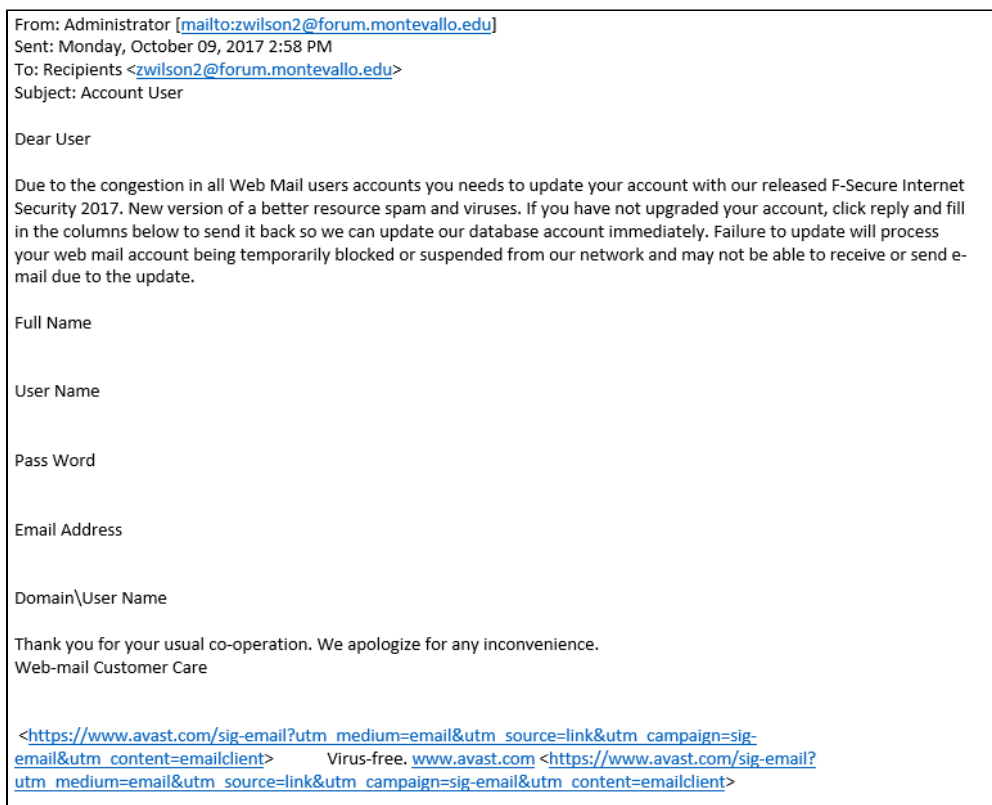 From: Administrator [mailto:zwilson2@forum.montevallo.edu]
Sent: Monday, October 09, 2017 2:58 PM
To: Recipients <zwilson2@forum.montevallo.edu>
Subject: Account User
Dear User
Due to the congestion in all Web Mail users accounts you needs to update your account with our released F-Secure Internet
Security 2017. New version of a better resource spam and viruses. If you have not upgraded your account, click reply and fill
in the columns below to send it back so we can update our database account immediately. Failure to update will process
your web mail account being temporarily blocked or suspended from our network and may not be able to receive or send e-
mail due to the update.
Full Name
User Name
Pass Word
Email Address
Domain\User Name
Thank you for your usual co-operation. We apologize for any inconvenience.
Web-mail Customer Care
<https://www.avast.com/sig-email?utm_medium=email&utm_source=link&utm_campaign=sig-
email&utm_content=emailclient> Virus-free. www.avast.com <https://www.avast.com/sig-email?
utm_medium=email&utm_source=link&utm_campaign=sig-email&utm_content=emailclient>